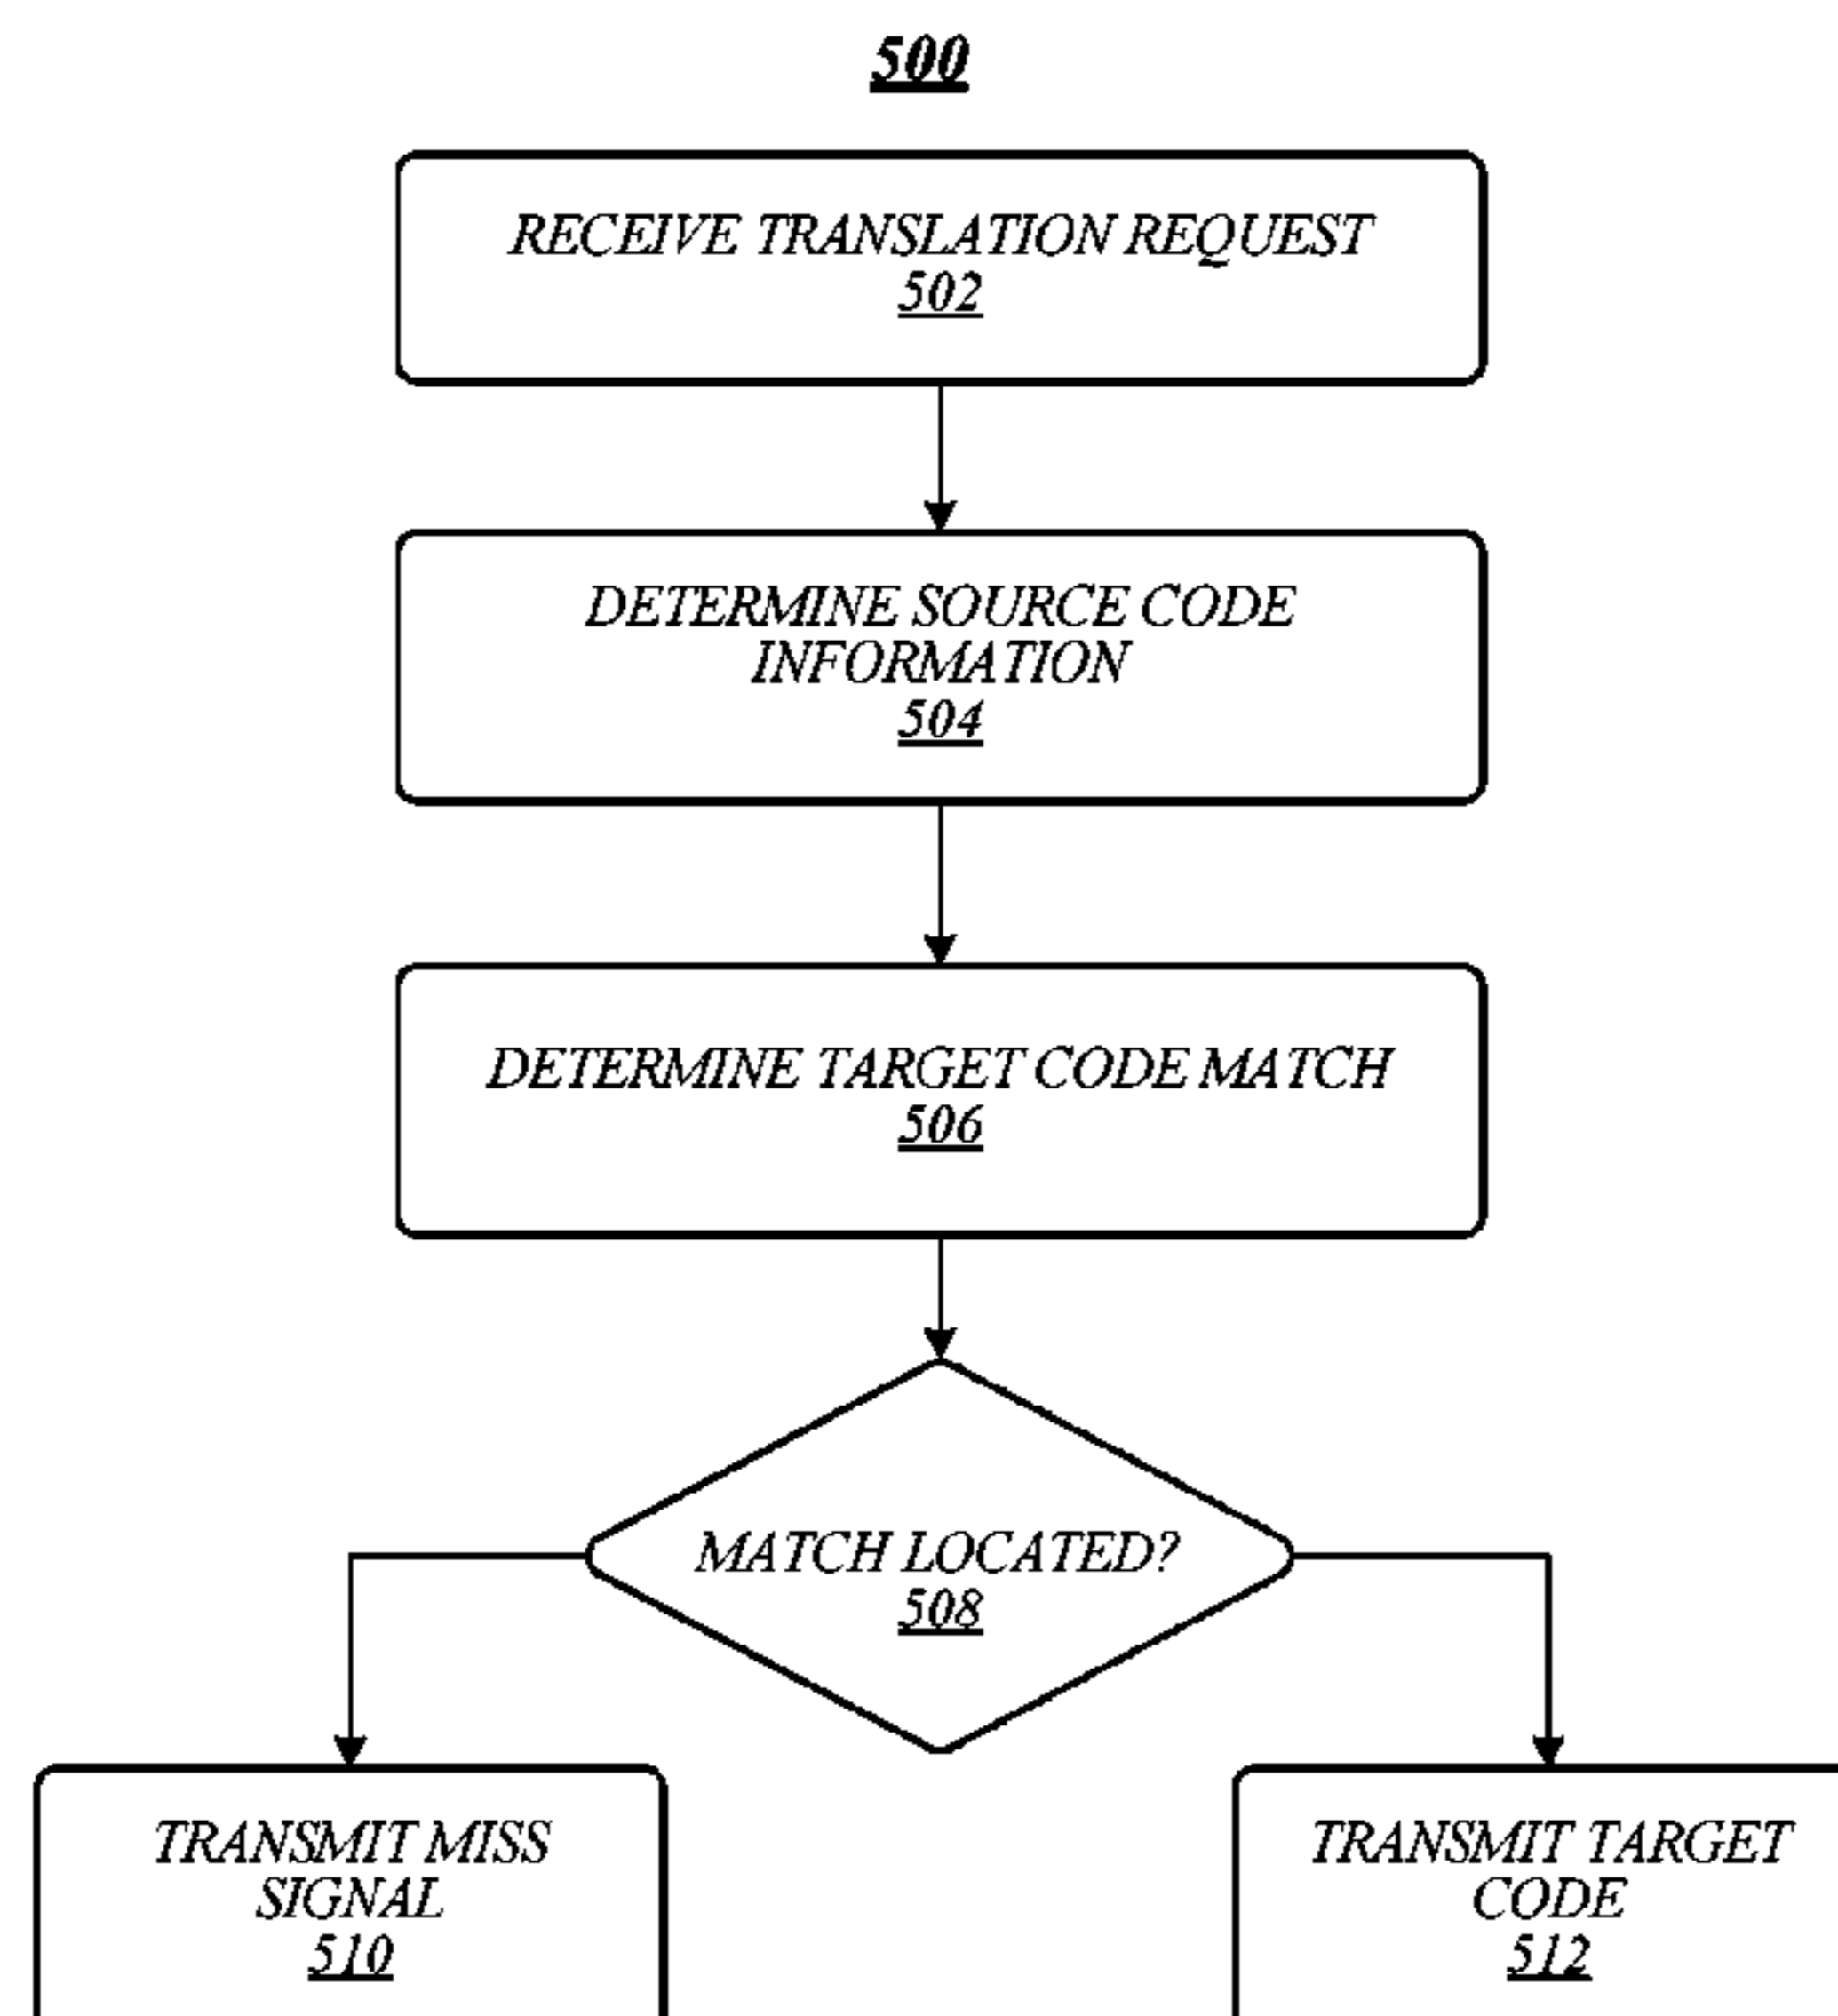 500
RECEIVE TRANSLATION REQUEST
502
DETERMINE SOURCE CODE
INFORMATION
504
DETERMINE TARGET CODE MATCH
506
MATCH LOCATED?
508
TRANSMIT MISS
SIGNAL
510
TRANSMIT TARGET
CODE
512